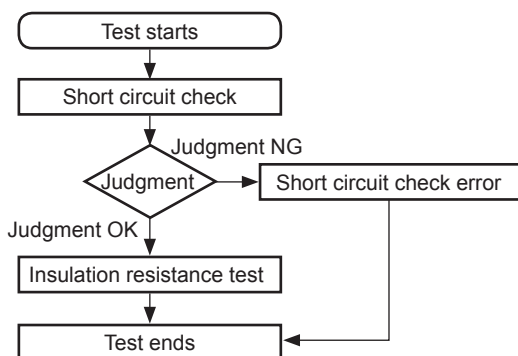 Test starts
Short circuit check
Judgment NG
Judgment
Short circuit check error
Judgment OK
Insulation resistance test
Test ends